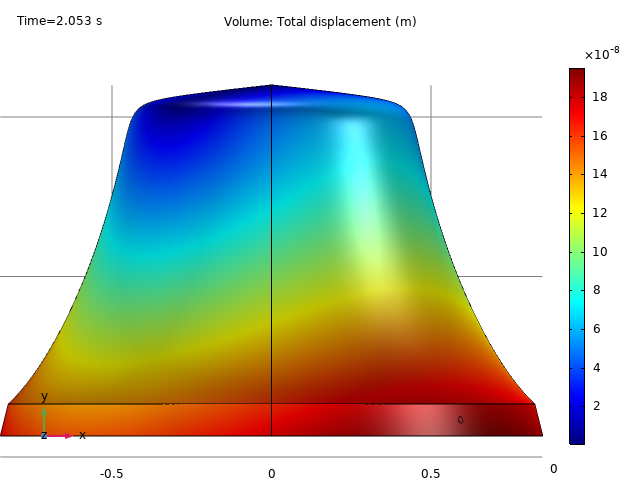 Time=2.053 s
Volume: Total displacement (m)
×10⁻⁸
18
16
14
12
10
8
6
4
2
y
z
x
-0.5
0
0.5
0